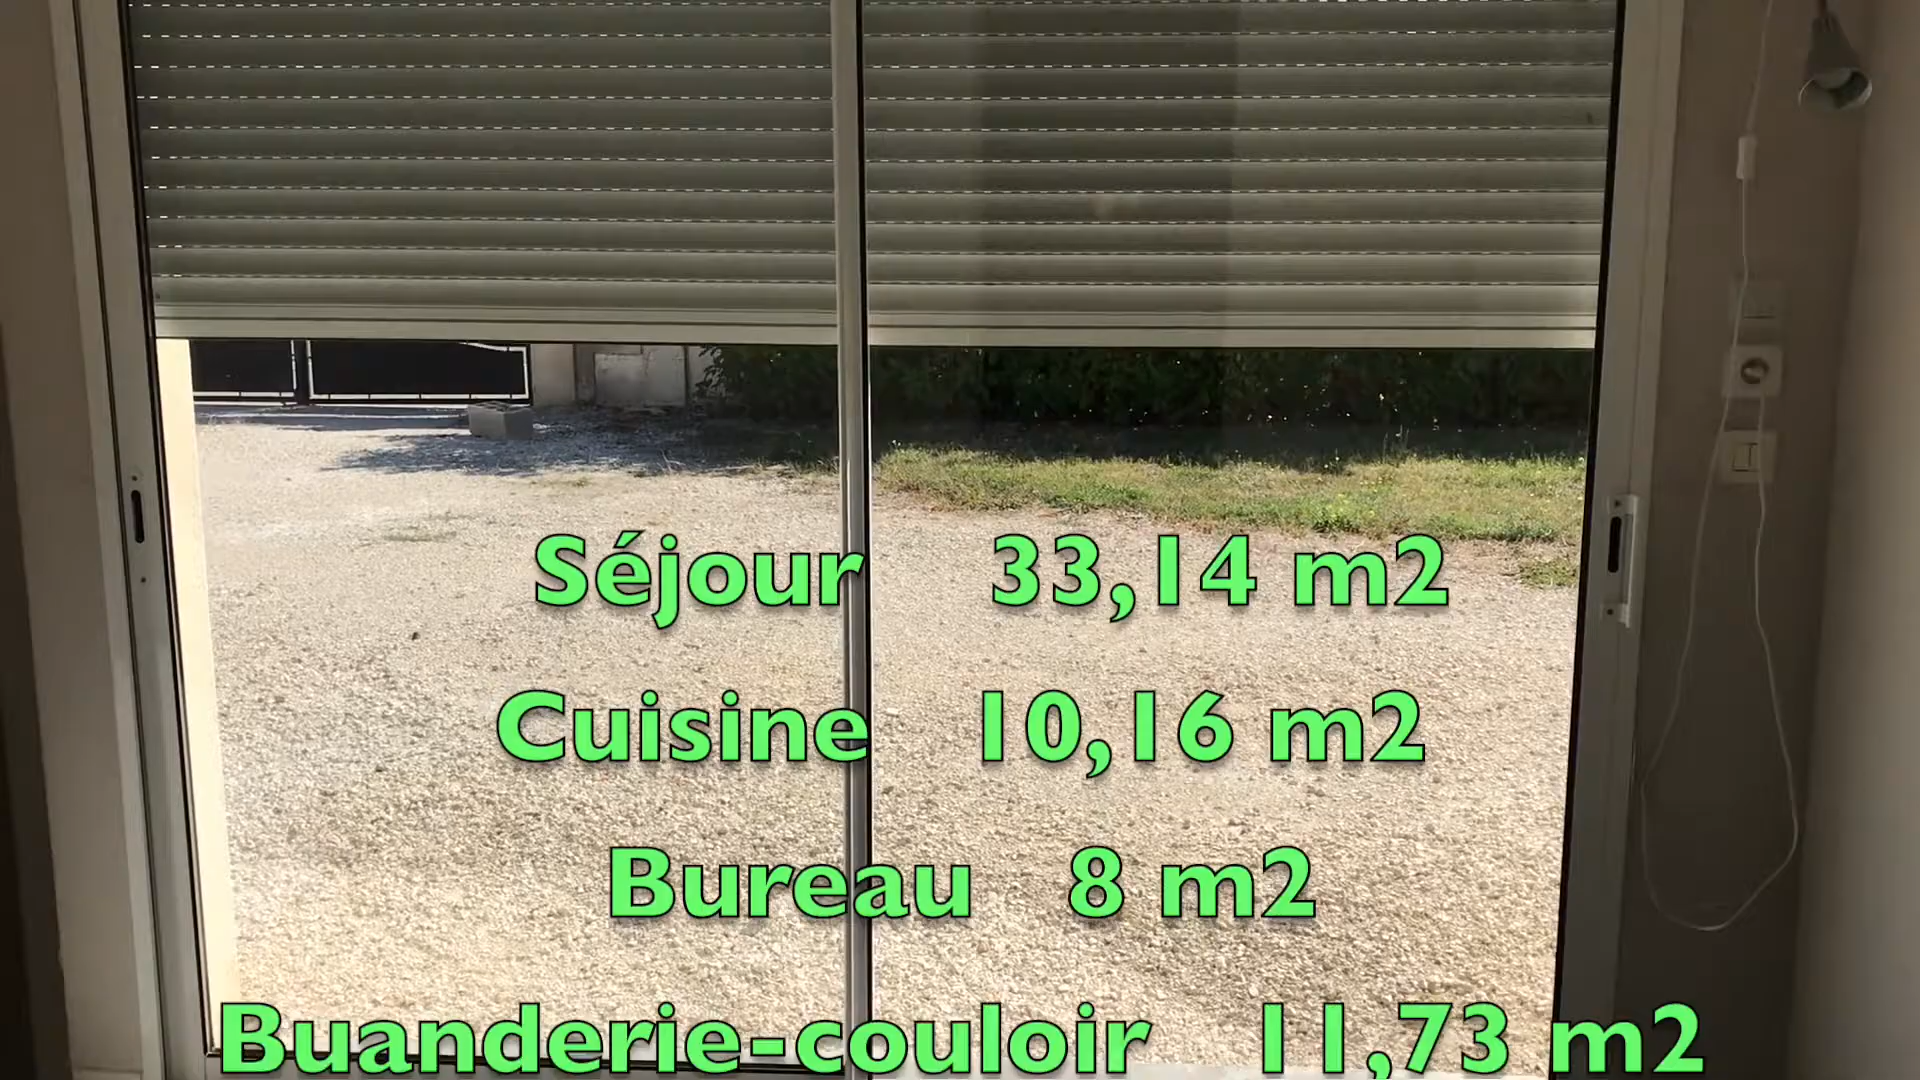 Séjour 33,14 m2
Cuisine 10,16 m2
Bureau 8 m2
Buanderie-couloir 11,73 m2